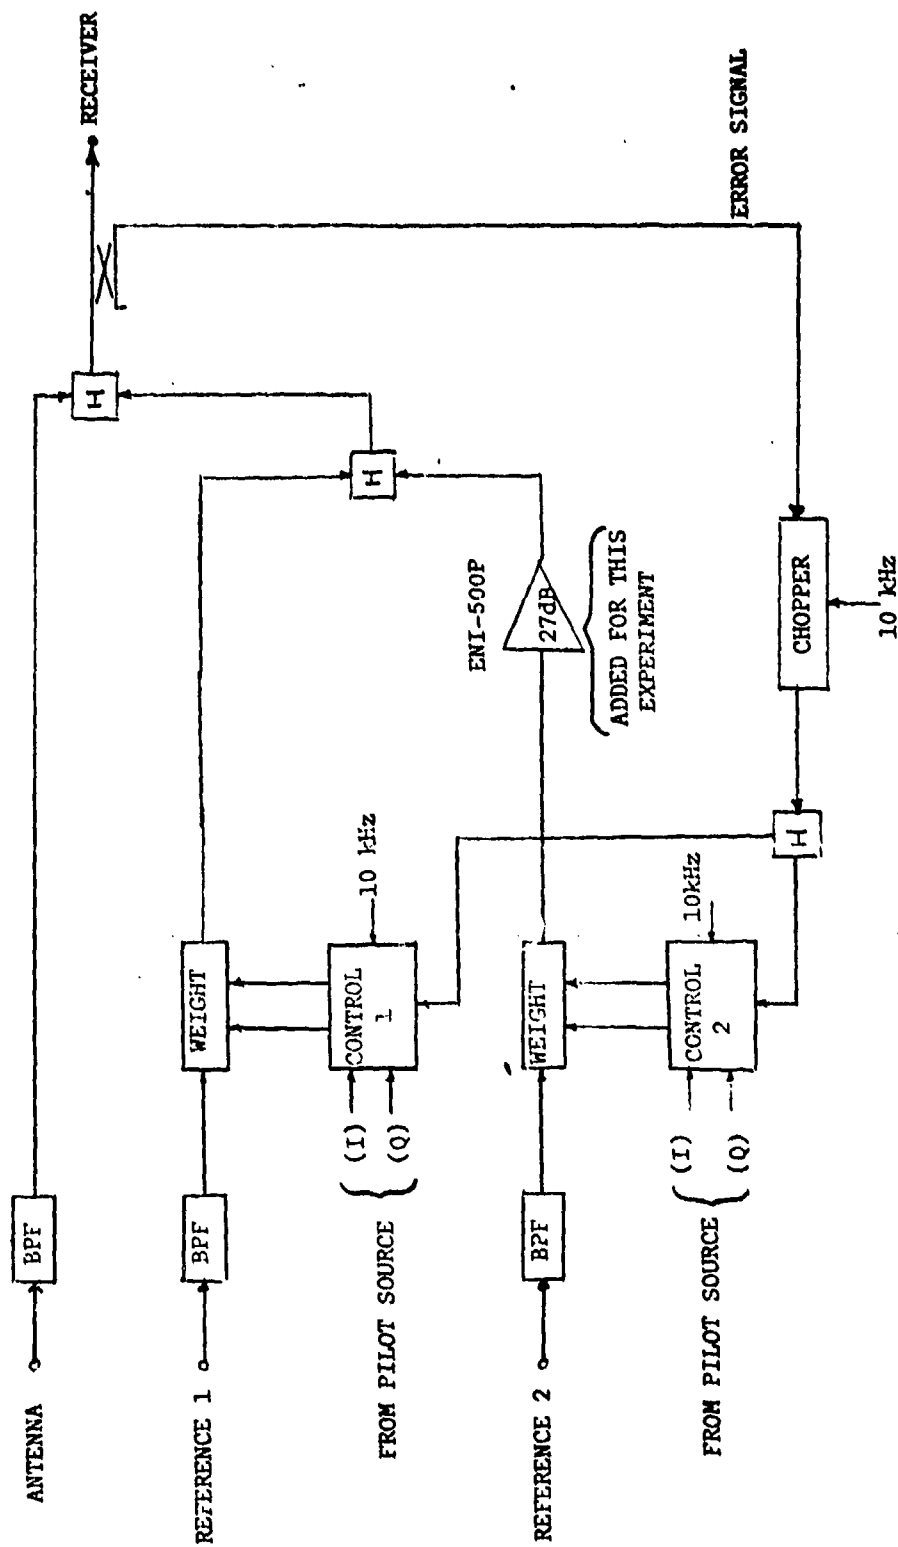 ANTENNA
BPF
H
RECEIVER
REFERENCE 1
BPF
WEIGHT
H
(I)
(Q)
FROM PILOT SOURCE
CONTROL
1
10 kHz
ENI-500P
27dB
ADDED FOR THIS
EXPERIMENT
REFERENCE 2
BPF
WEIGHT
(I)
(Q)
FROM PILOT SOURCE
CONTROL
2
10kHz
H
CHOPPER
10 kHz
ERROR SIGNAL